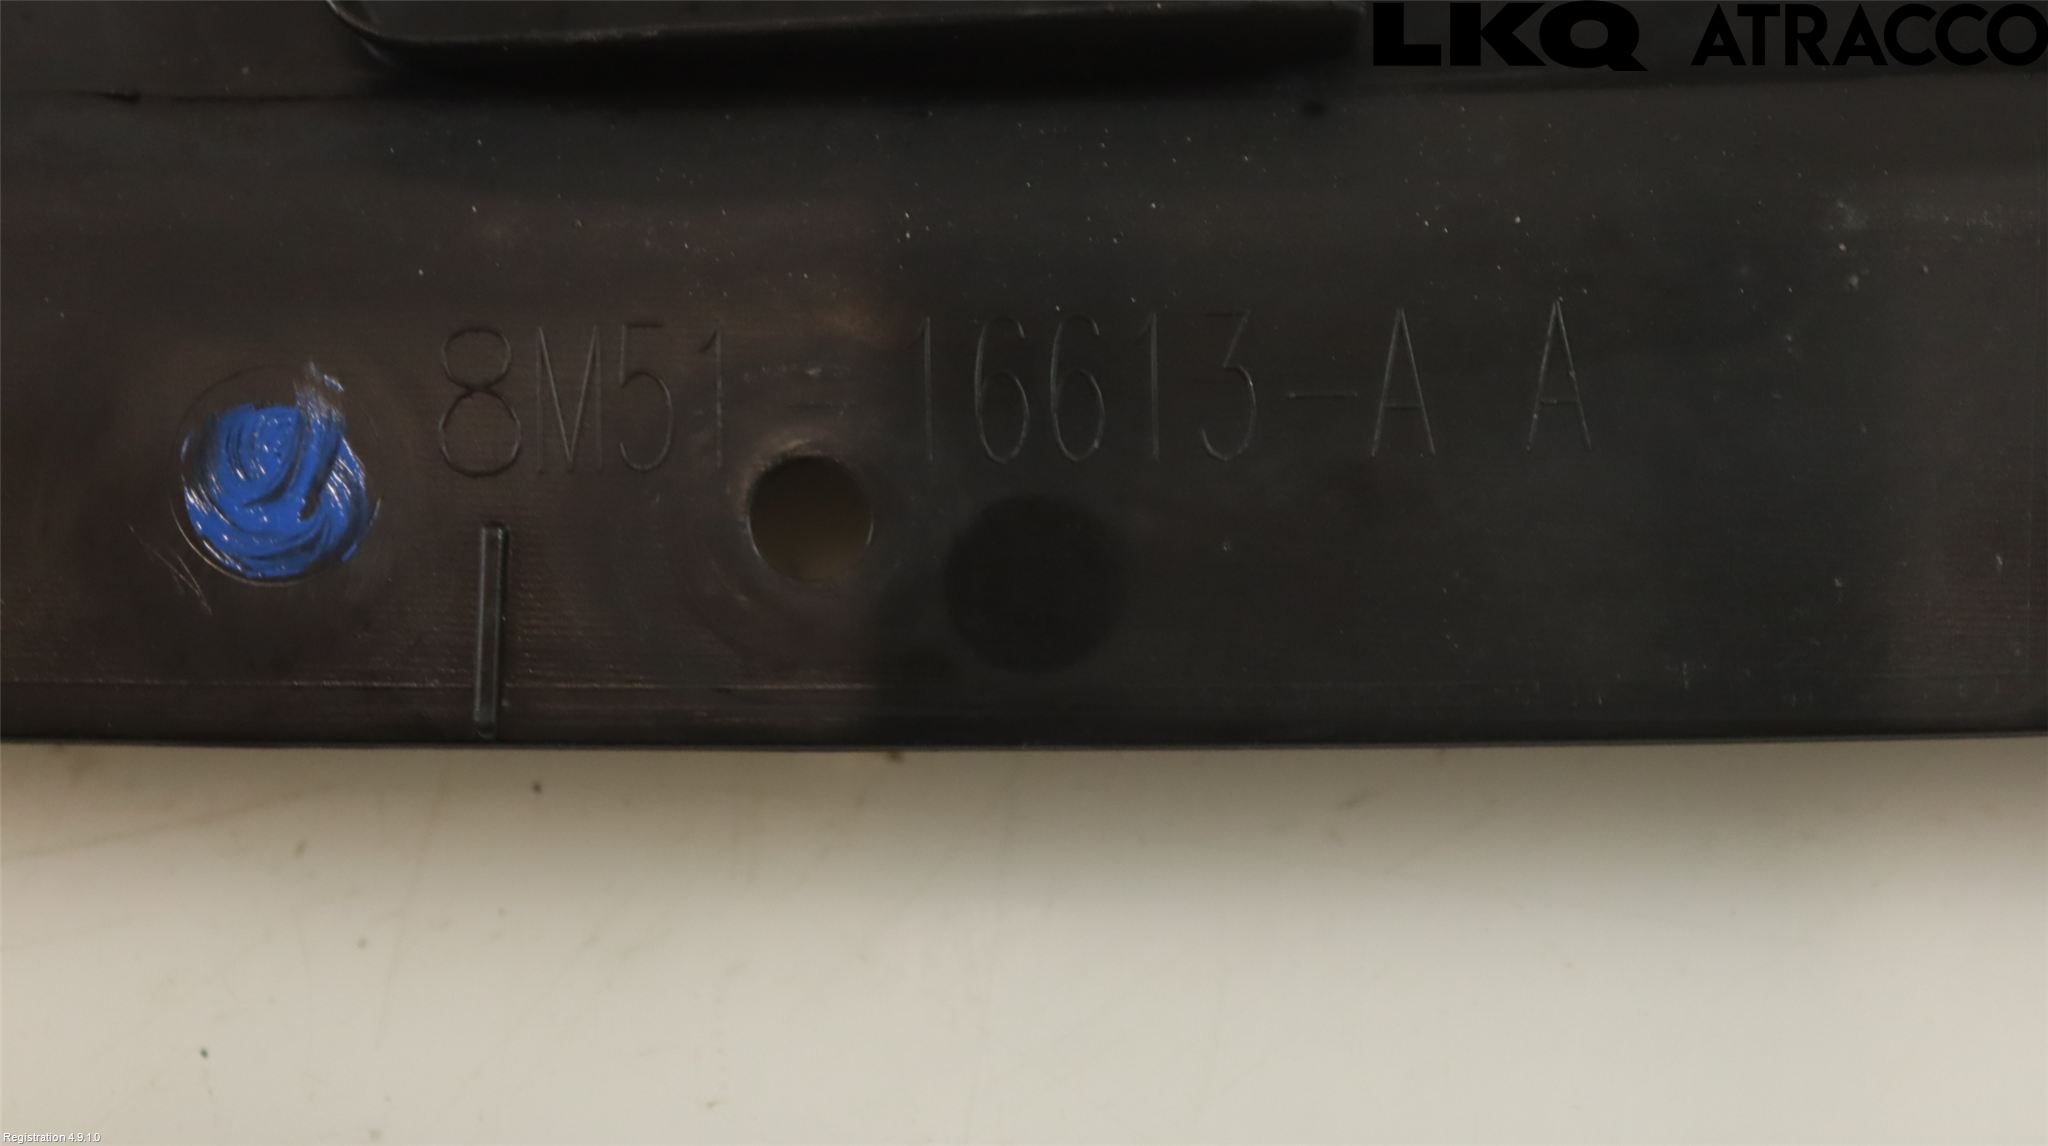 LKQ ATRACCO
8M51-16613-A A
Registration 4.9.1.0